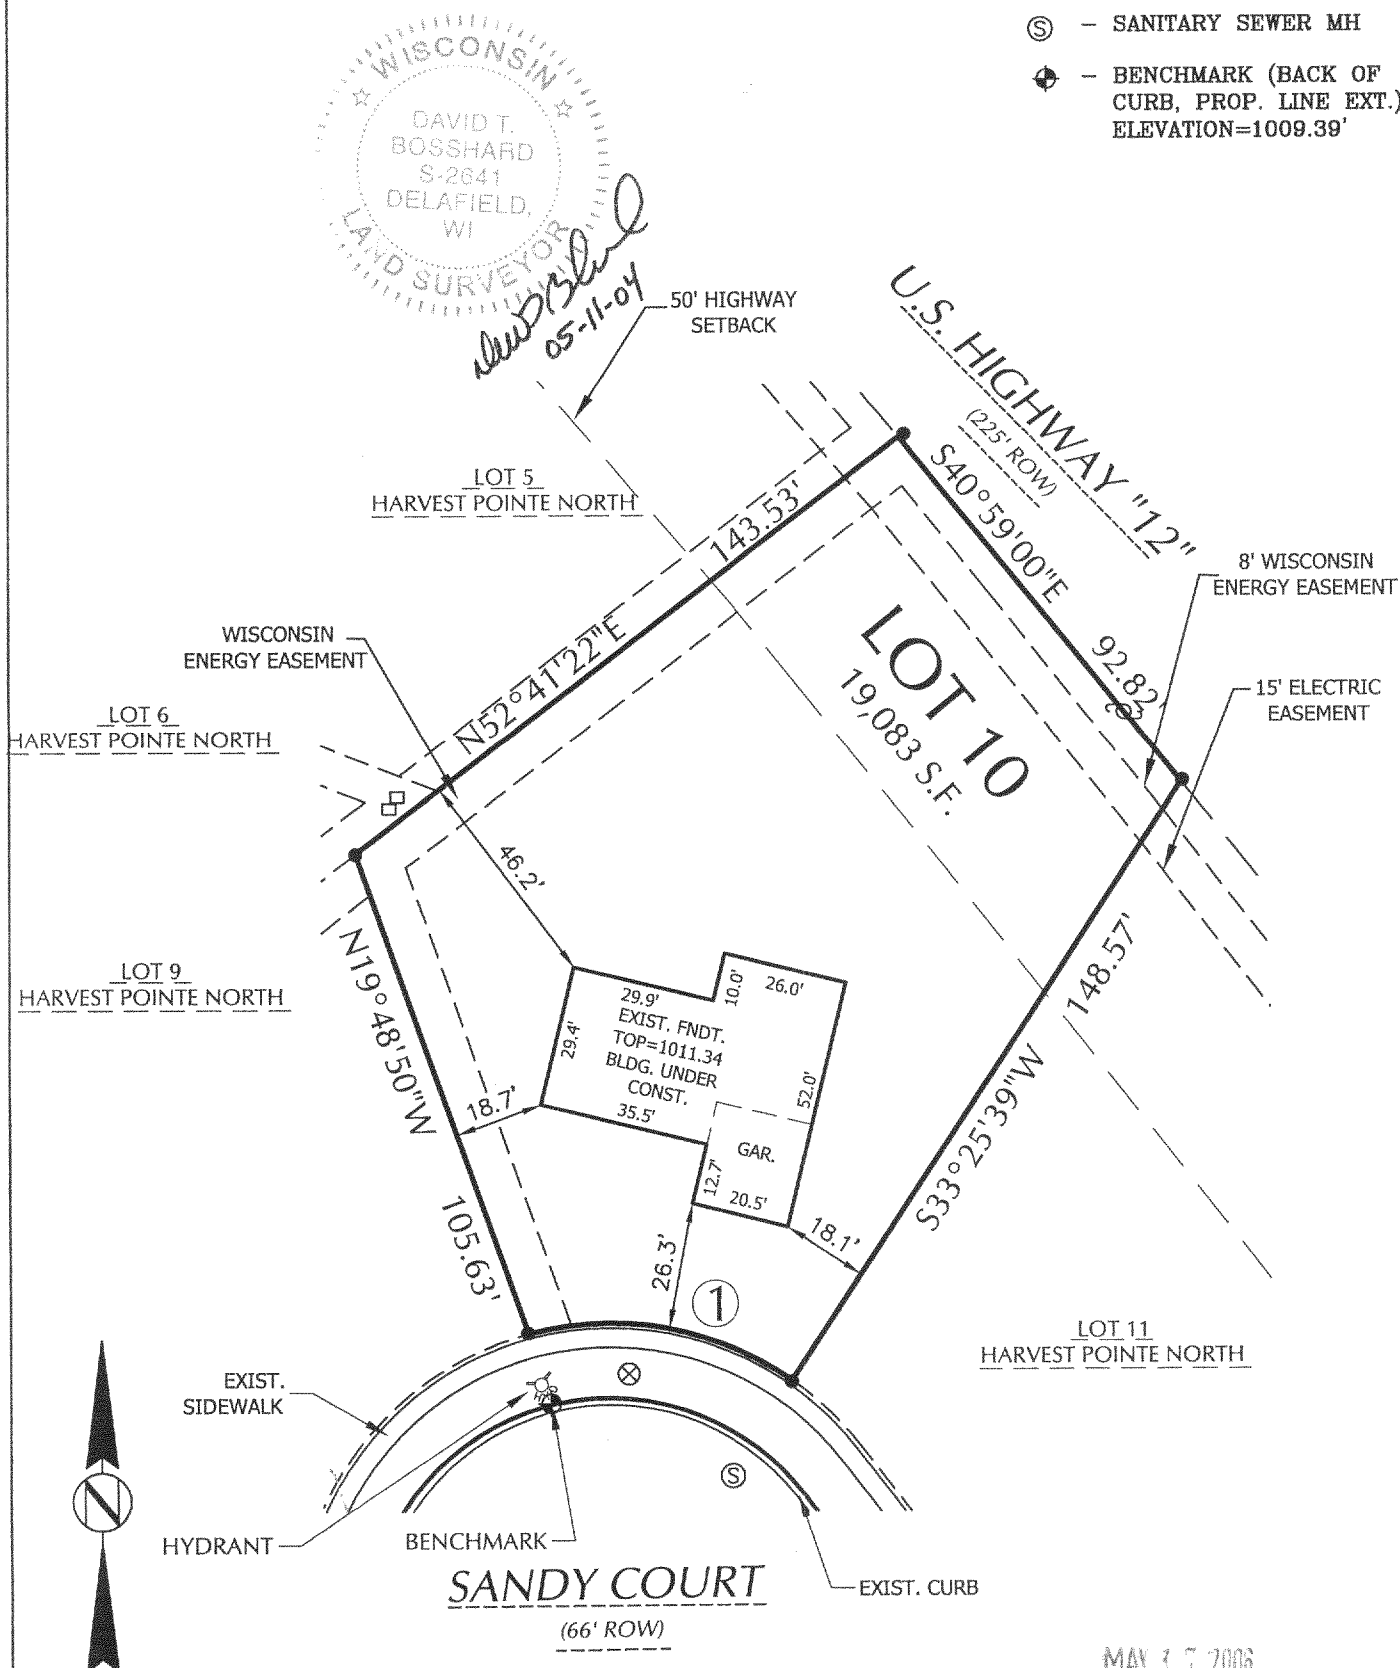 Ⓢ – SANITARY SEWER MH
– BENCHMARK (BACK OF
CURB, PROP. LINE EXT.)
ELEVATION=1009.39'
WISCONSIN
DAVID T.
BOSSHARD
S-2641
DELAFIELD,
WI
LAND SURVEYOR
05-11-04
50' HIGHWAY
SETBACK
U.S. HIGHWAY "12"
(225' ROW)
LOT 5
HARVEST POINTE NORTH
143.53'
S40°59'00"E
8' WISCONSIN
ENERGY EASEMENT
WISCONSIN
ENERGY EASEMENT
N52°41'22"E
LOT 10
19,083 S.F.
92.82'
15' ELECTRIC
EASEMENT
LOT 6
HARVEST POINTE NORTH
46.2'
LOT 9
HARVEST POINTE NORTH
N19°48'50"W
105.63'
29.9'
10.0'
26.0'
EXIST. FNDT.
TOP=1011.34
BLDG. UNDER
CONST.
29.4'
35.5'
52.0'
18.7'
GAR.
12.7'
20.5'
148.57'
S33°25'39"W
18.1'
26.3'
1
LOT 11
HARVEST POINTE NORTH
EXIST.
SIDEWALK
HYD
S
N
HYDRANT
BENCHMARK
SANDY COURT
(66' ROW)
EXIST. CURB
MAY 17 2006